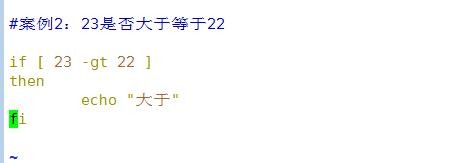 #案例2：23是否大于等于22
if [ 23 -gt 22 ]
then
        echo "大于"
fi
~